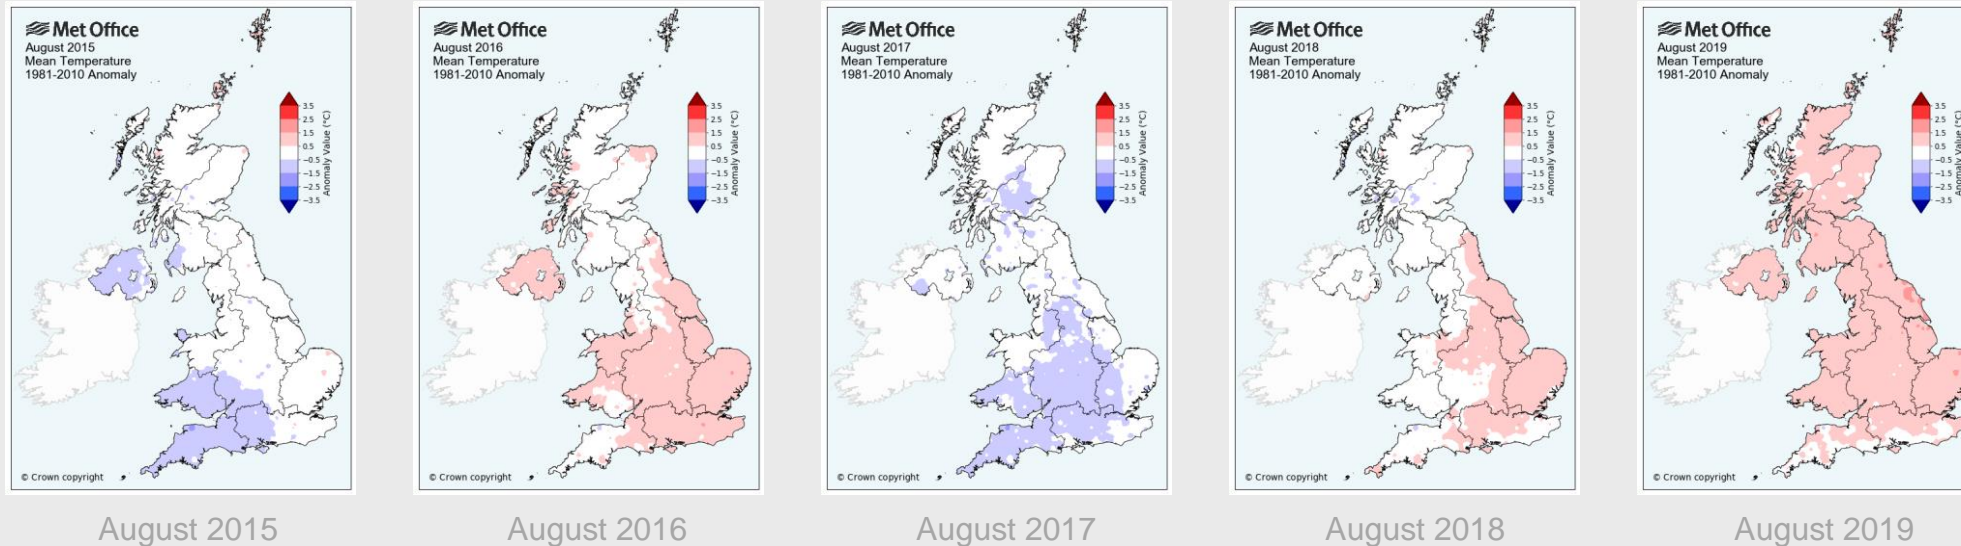 Met Office
August 2015
Mean Temperature
1981-2010 Anomaly
3.5
2.5
1.5
0.5
−0.5
−1.5
−2.5
−3.5
Anomaly Value (°C)
© Crown copyright
August 2015
Met Office
August 2016
Mean Temperature
1981-2010 Anomaly
3.5
2.5
1.5
0.5
−0.5
−1.5
−2.5
−3.5
Anomaly Value (°C)
© Crown copyright
August 2016
Met Office
August 2017
Mean Temperature
1981-2010 Anomaly
3.5
2.5
1.5
0.5
−0.5
−1.5
−2.5
−3.5
Anomaly Value (°C)
© Crown copyright
August 2017
Met Office
August 2018
Mean Temperature
1981-2010 Anomaly
3.5
2.5
1.5
0.5
−0.5
−1.5
−2.5
−3.5
Anomaly Value (°C)
© Crown copyright
August 2018
Met Office
August 2019
Mean Temperature
1981-2010 Anomaly
3.5
2.5
1.5
0.5
−0.5
−1.5
−2.5
−3.5
Anomaly Value (°C)
© Crown copyright
August 2019